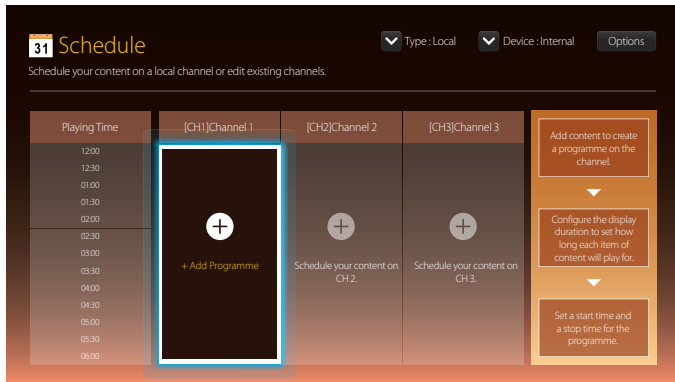 31 Schedule
Type : Local
Device : Internal
Options
Schedule your content on a local channel or edit existing channels.
Playing Time
[CH1]Channel 1
[CH2]Channel 2
[CH3]Channel 3
12:00
12:30
01:00
01:30
02:00
02:30
03:00
03:30
04:00
04:30
05:00
05:30
06:00
+ Add Programme
Schedule your content on
CH 2.
Schedule your content on
CH 3.
Add content to create
a programme on the
channel.
Configure the display
duration to set how
long each item of
content will play for.
Set a start time and
a stop time for the
programme.